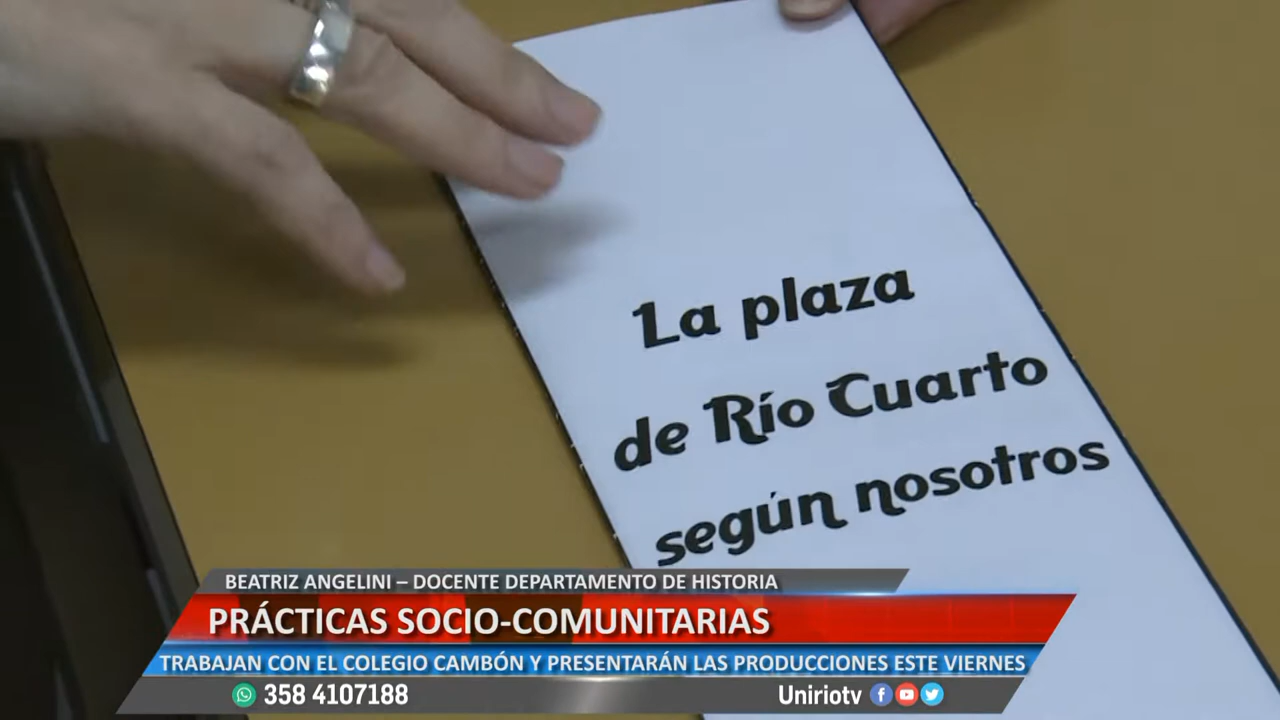 La plaza
de Río Cuarto
según nosotros
BEATRIZ ANGELINI – DOCENTE DEPARTAMENTO DE HISTORIA
PRÁCTICAS SOCIO-COMUNITARIAS
TRABAJAN CON EL COLEGIO CAMBÓN Y PRESENTARÁN LAS PRODUCCIONES ESTE VIERNES
358 4107188 Uniriotv